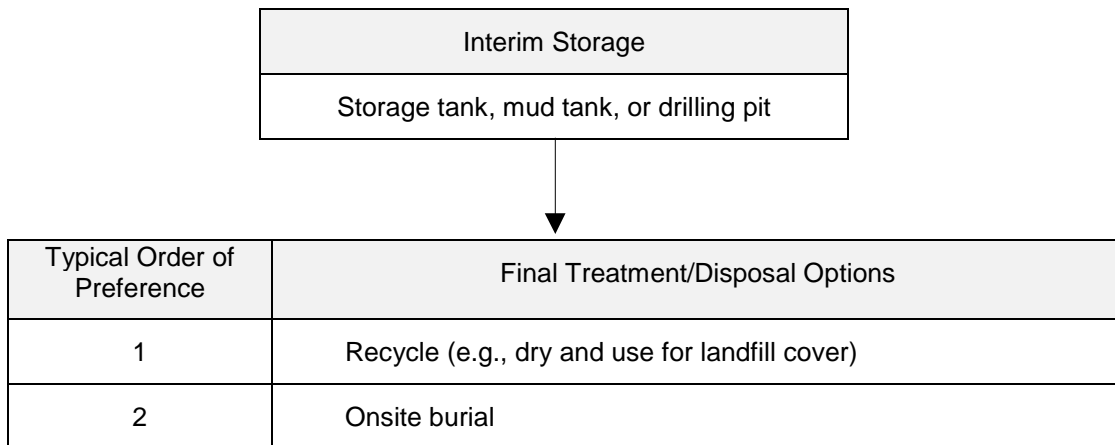 Interim Storage
Storage tank, mud tank, or drilling pit
Typical Order of
Preference
Final Treatment/Disposal Options
1
Recycle (e.g., dry and use for landfill cover)
2
Onsite burial